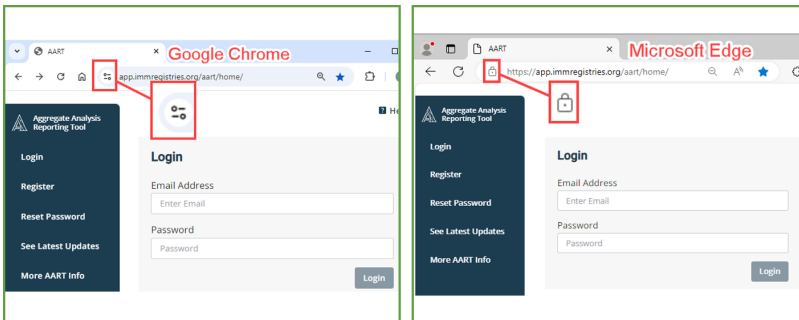 AART
Google Chrome
app.immregistries.org/aart/home/
Aggregate Analysis
Reporting Tool
He
Login
Register
Reset Password
See Latest Updates
More AART Info
Login
Email Address
Enter Email
Password
Password
Login
AART
Microsoft Edge
https://app.immregistries.org/aart/home/
Aggregate Analysis
Reporting Tool
Login
Register
Reset Password
See Latest Updates
More AART Info
Login
Email Address
Enter Email
Password
Password
Login